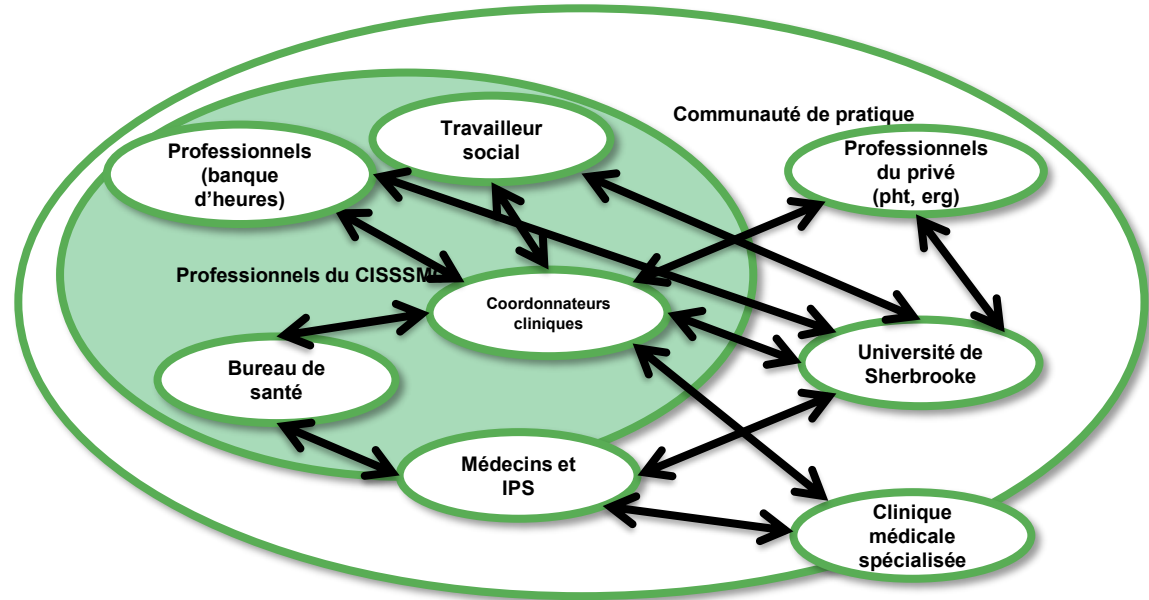 Communauté de pratique
Travailleur
social
Professionnels
(banque
d’heures)
Professionnels
du privé
(pht, erg)
Professionnels du CISSSM
Coordonnateurs
cliniques
Bureau de
santé
Université de
Sherbrooke
Médecins et
IPS
Clinique
médicale
spécialisée